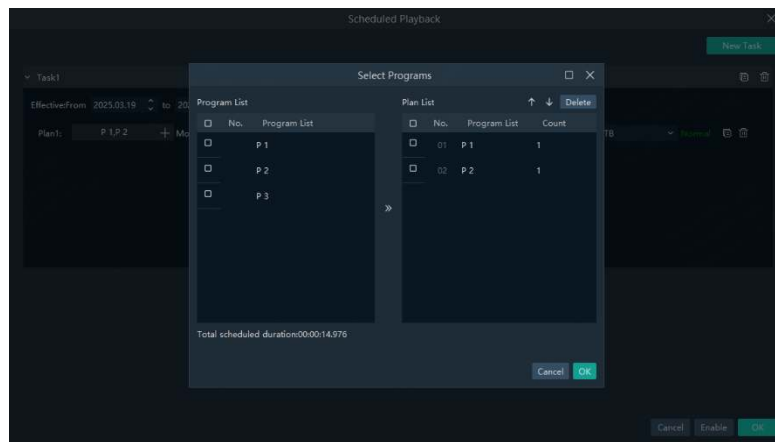 Scheduled Playback
New Task
Task1
Select Programs
Effective:From 2025.03.19 to 20
Program List
Plan List
Delete
No. Program List
No. Program List Count
Plan1: P 1,P 2 Mo
TB
Normal
P 1
01 P 1 1
P 2
02 P 2 1
P 3
Total scheduled duration:00:00:14.976
Cancel OK
Cancel Enable OK